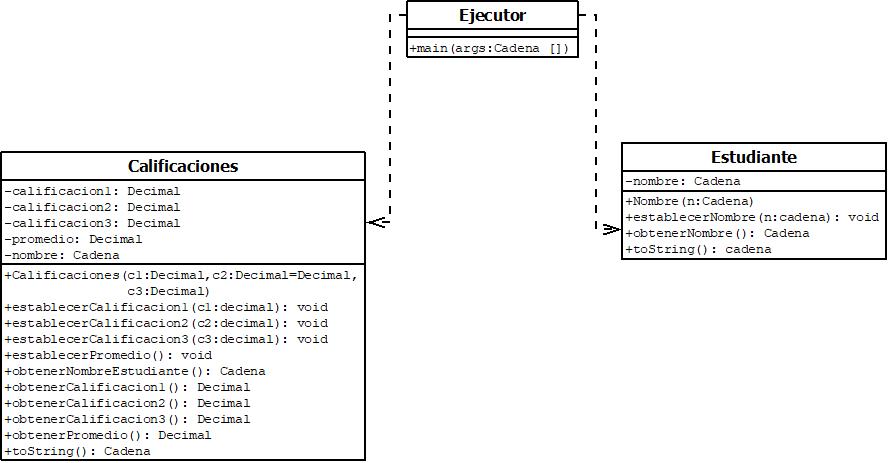 Ejecutor
+main(args:Cadena [])
Calificaciones
-calificacion1: Decimal
-calificacion2: Decimal
-calificacion3: Decimal
-promedio: Decimal
-nombre: Cadena
+Calificaciones(c1:Decimal,c2:Decimal=Decimal,
c3:Decimal)
+establecerCalificacion1(c1:decimal): void
+establecerCalificacion2(c2:decimal): void
+establecerCalificacion3(c3:decimal): void
+establecerPromedio(): void
+obtenerNombreEstudiante(): Cadena
+obtenerCalificacion1(): Decimal
+obtenerCalificacion2(): Decimal
+obtenerCalificacion3(): Decimal
+obtenerPromedio(): Decimal
+toString(): Cadena
Estudiante
-nombre: Cadena
+Nombre(n:Cadena)
+establecerNombre(n:cadena): void
+obtenerNombre(): Cadena
+toString(): cadena